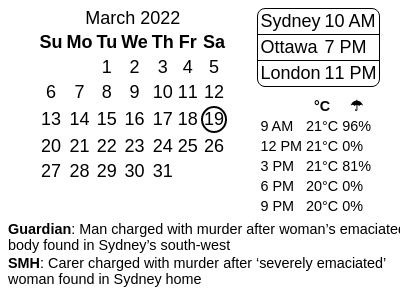 March 2022
Su Mo Tu We Th Fr Sa
1 2 3 4 5
6 7 8 9 10 11 12
13 14 15 16 17 18 19
20 21 22 23 24 25 26
27 28 29 30 31
Sydney 10 AM
Ottawa 7 PM
London 11 PM
°C ☂
9 AM 21°C 96%
12 PM 21°C 0%
3 PM 21°C 81%
6 PM 20°C 0%
9 PM 20°C 0%
Guardian: Man charged with murder after woman’s emaciate
body found in Sydney’s south-west
SMH: Carer charged with murder after ‘severely emaciated’
woman found in Sydney home